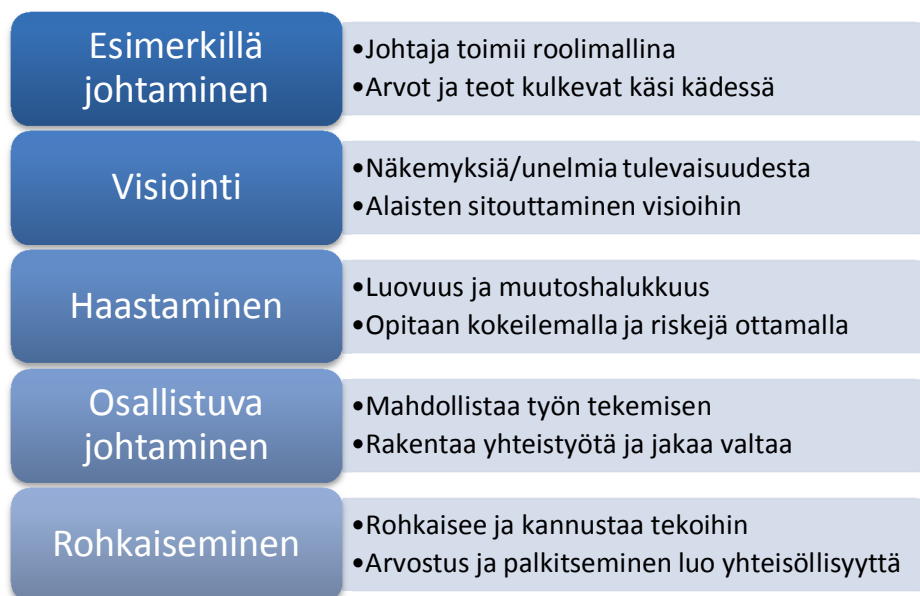 Esimerkillä
johtaminen
•Johtaja toimii roolimallina
•Arvot ja teot kulkevat käsi kädessä
Visiointi
•Näkemyksiä/unelmia tulevaisuudesta
•Alaisten sitouttaminen visioihin
Haastaminen
•Luovuus ja muutoshalukkuus
•Opitaan kokeilemalla ja riskejä ottamalla
Osallistuva
johtaminen
•Mahdollistaa työn tekemisen
•Rakentaa yhteistyötä ja jakaa valtaa
Rohkaiseminen
•Rohkaisee ja kannustaa tekoihin
•Arvostus ja palkitseminen luo yhteisöllisyyttä